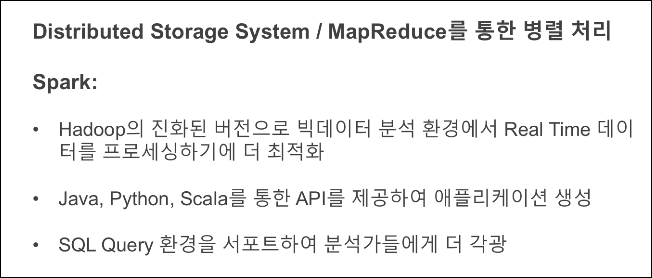 Distributed Storage System / MapReduce를 통한 병렬 처리
Spark:
• Hadoop의 진화된 버전으로 빅데이터 분석 환경에서 Real Time 데이
터를 프로세싱하기에 더 최적화
• Java, Python, Scala를 통한 API를 제공하여 애플리케이션 생성
• SQL Query 환경을 서포트하여 분석가들에게 더 각광